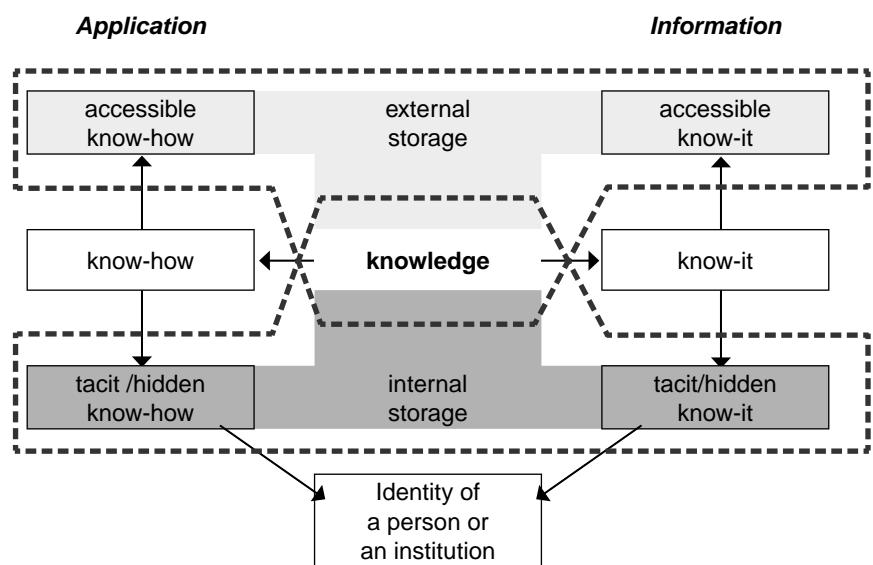 Application
Information
accessible
know-how
external
storage
accessible
know-it
know-how
knowledge
know-it
tacit /hidden
know-how
internal
storage
tacit/hidden
know-it
Identity of
a person or
an institution